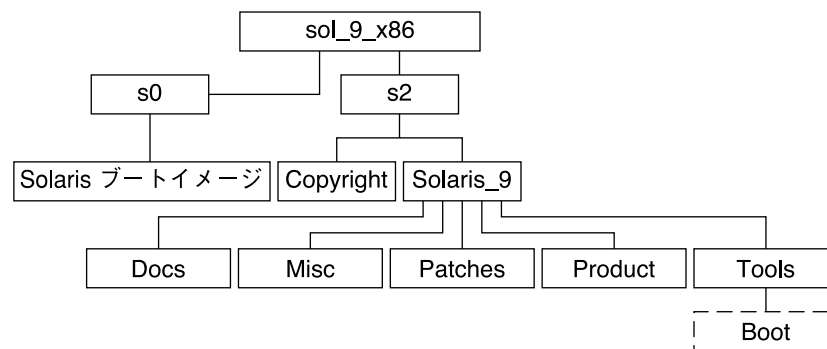 sol_9_x86
s0
s2
Solaris ブートイメージ
Copyright
Solaris_9
Docs
Misc
Patches
Product
Tools
Boot